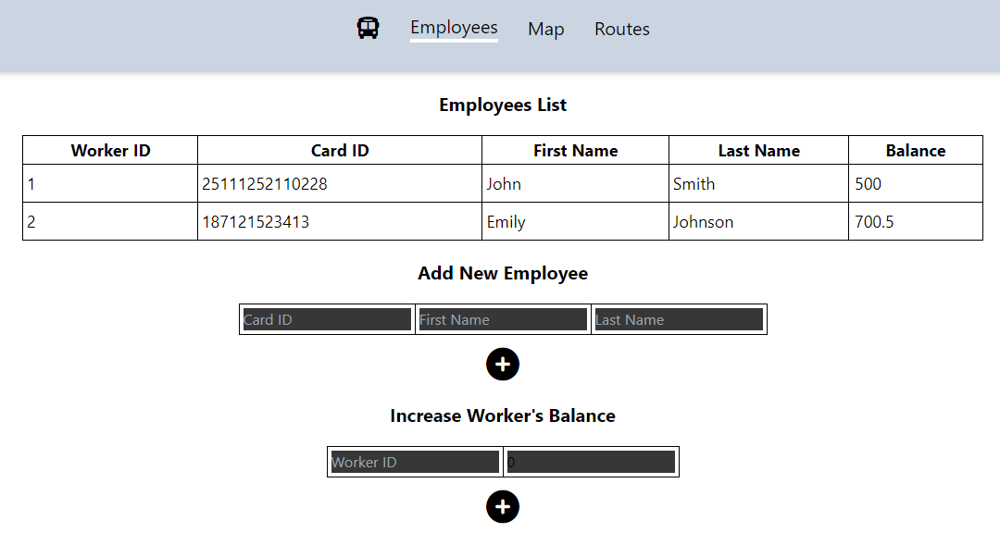 Employees Map Routes
Employees List
Worker ID Card ID First Name Last Name Balance
1 25111252110228 John Smith 500
2 187121523413 Emily Johnson 700.5
Add New Employee
Card ID First Name Last Name
Increase Worker's Balance
Worker ID 0